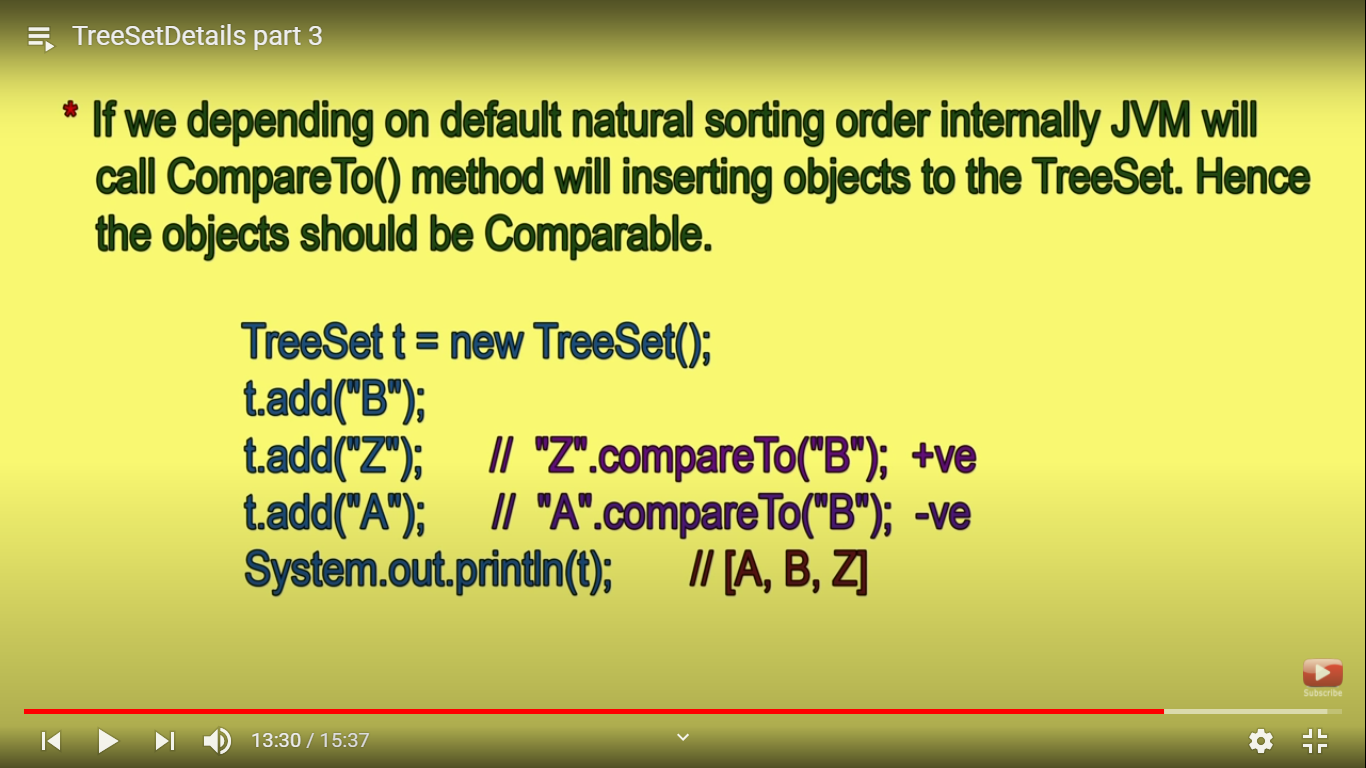 TreeSetDetails part 3
* If we depending on default natural sorting order internally JVM will
call CompareTo() method will inserting objects to the TreeSet. Hence
the objects should be Comparable.
TreeSet t = new TreeSet();
t.add("B");
t.add("Z"); // "Z".compareTo("B"); +ve
t.add("A"); // "A".compareTo("B"); -ve
System.out.println(t); // [A, B, Z]
Subscribe
13:30 / 15:37